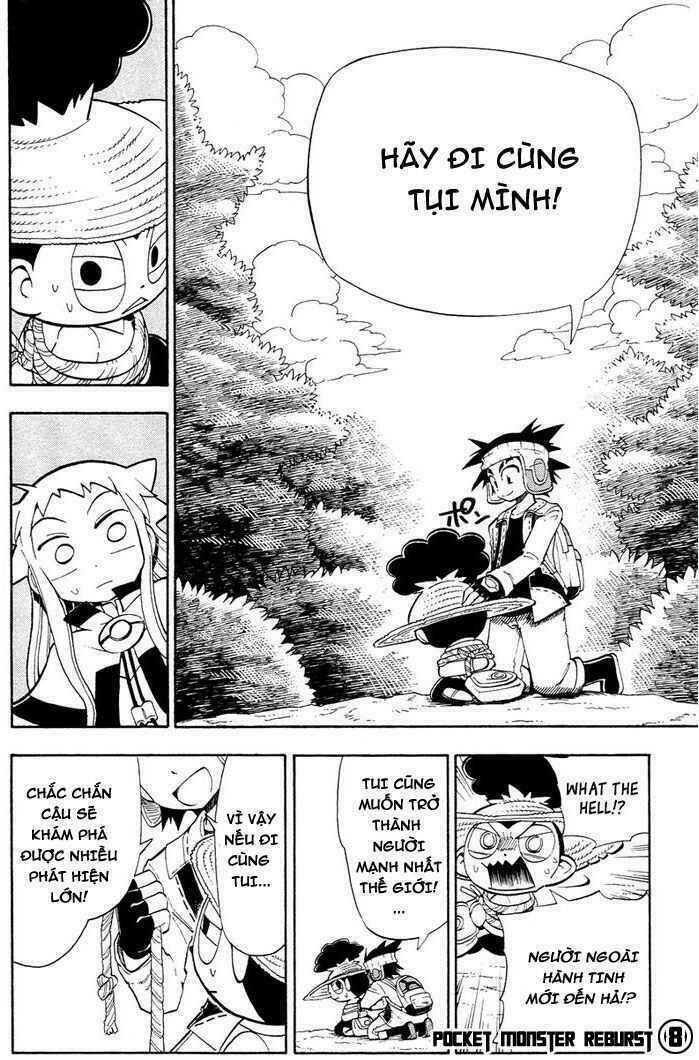 HÃY ĐI CÙNG
TỤI MÌNH!
ポン
WHAT THE
HELL!?
NGƯỜI NGOÀI
HÀNH TINH
MỚI ĐẾN HẢ!?
TUI CŨNG
MUỐN TRỞ
THÀNH
NGƯỜI
MẠNH NHẤT
THẾ GIỚI!
...
VÌ VẬY
NẾU ĐI
CÙNG
TUI...
CHẮC CHẮN
CẬU SẼ
KHÁM PHÁ
ĐƯỢC NHIỀU
PHÁT HIỆN
LỚN!
POCKET MONSTER REBURST 8